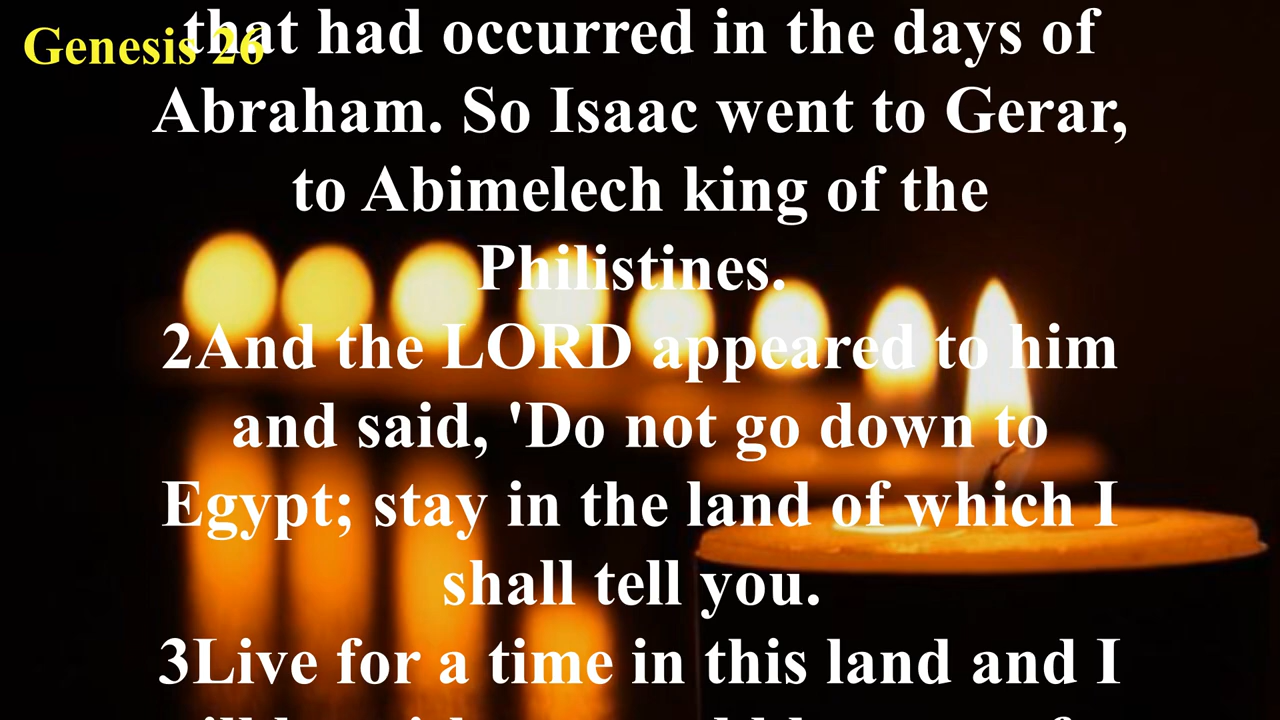 Genesis 26
that had occurred in the days of
Abraham. So Isaac went to Gerar,
to Abimelech king of the
Philistines.
2And the LORD appeared to him
and said, 'Do not go down to
Egypt; stay in the land of which I
shall tell you.
3Live for a time in this land and I